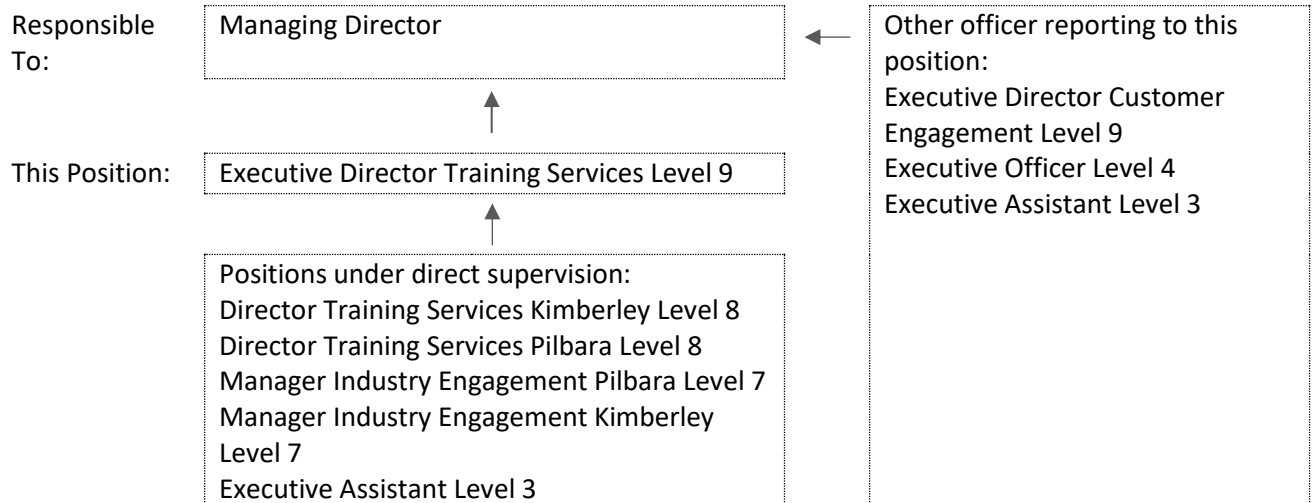 Responsible To:
Managing Director
Other officer reporting to this position:
Executive Director Customer Engagement Level 9
Executive Officer Level 4
Executive Assistant Level 3
This Position:
Executive Director Training Services Level 9
Positions under direct supervision:
Director Training Services Kimberley Level 8
Director Training Services Pilbara Level 8
Manager Industry Engagement Pilbara Level 7
Manager Industry Engagement Kimberley
Level 7
Executive Assistant Level 3